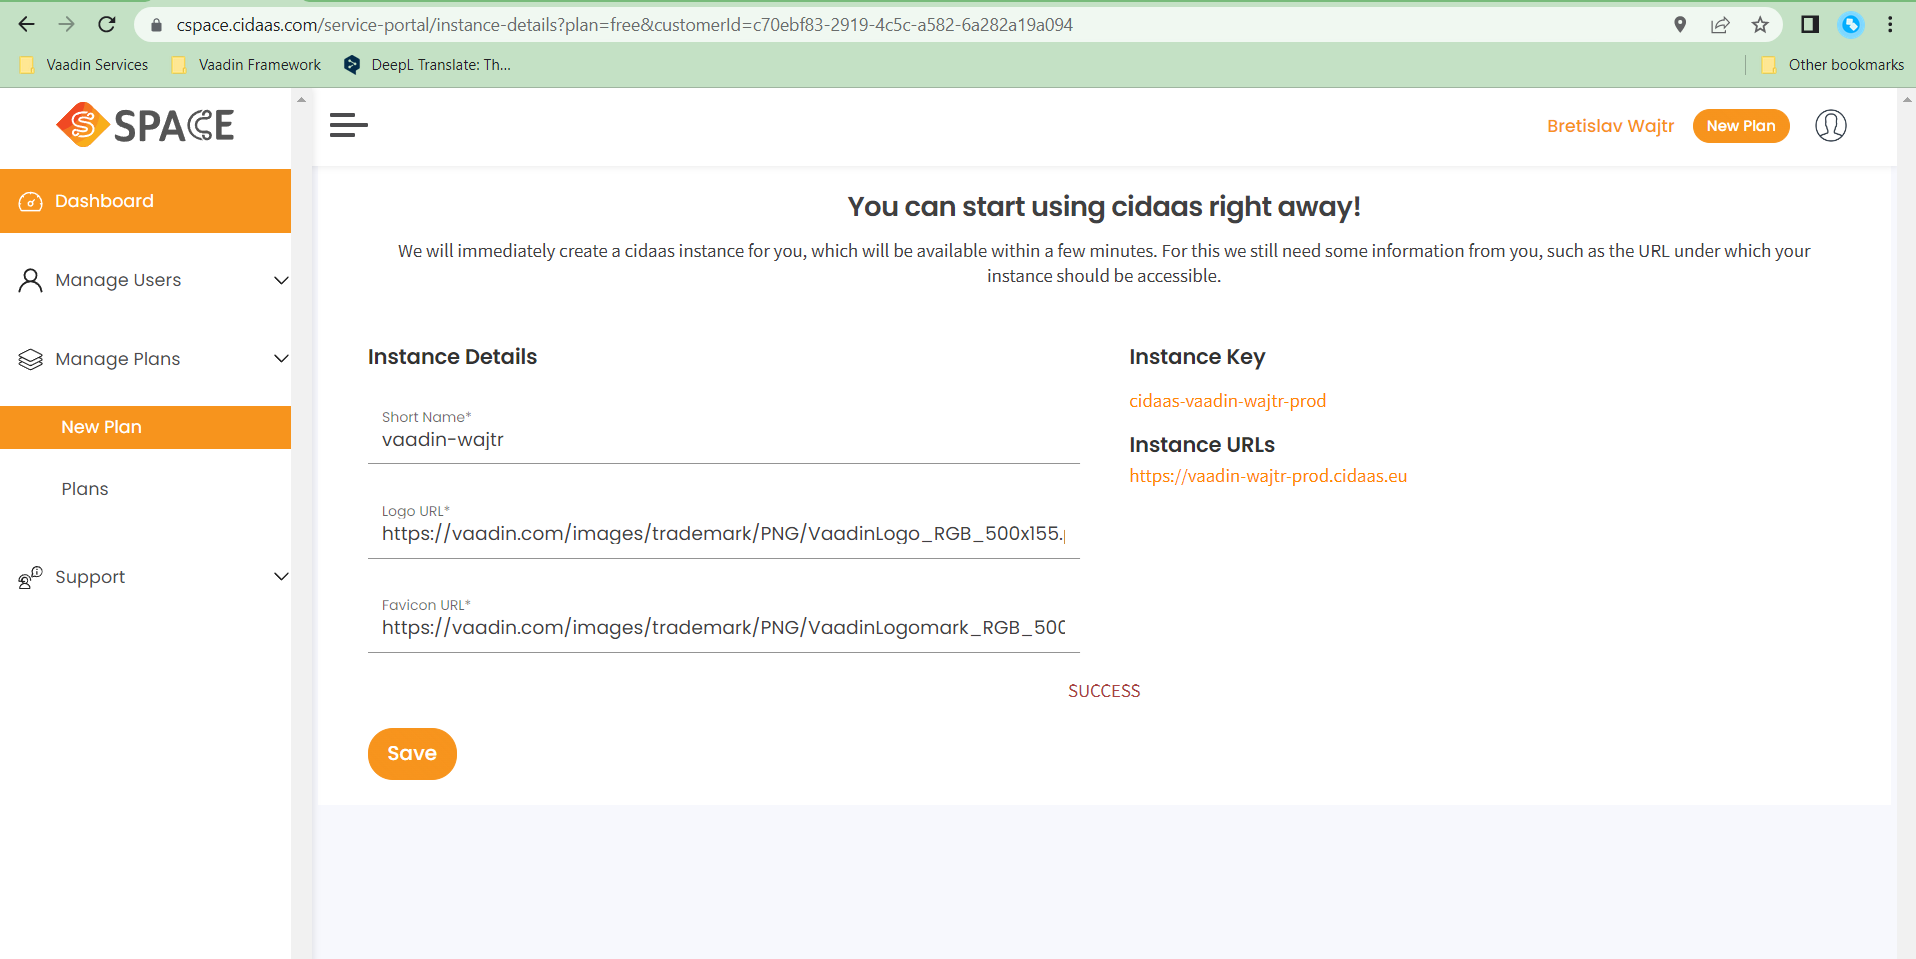 cspace.cidaas.com/service-portal/instance-details?plan=free&customerId=c70ebf83-2919-4c5c-a582-6a282a19a094
Vaadin Services
Vaadin Framework
DeepL Translate: Th...
Other bookmarks
SPACE
Bretislav Wajtr
New Plan
Dashboard
Manage Users
Manage Plans
New Plan
Plans
Support
You can start using cidaas right away!
We will immediately create a cidaas instance for you, which will be available within a few minutes. For this we still need some information from you, such as the URL under which your
instance should be accessible.
Instance Details
Short Name*
vaadin-wajtr
Logo URL*
https://vaadin.com/images/trademark/PNG/VaadinLogo_RGB_500x155.
Favicon URL*
https://vaadin.com/images/trademark/PNG/VaadinLogomark_RGB_500
Instance Key
cidaas-vaadin-wajtr-prod
Instance URLs
https://vaadin-wajtr-prod.cidaas.eu
SUCCESS
Save